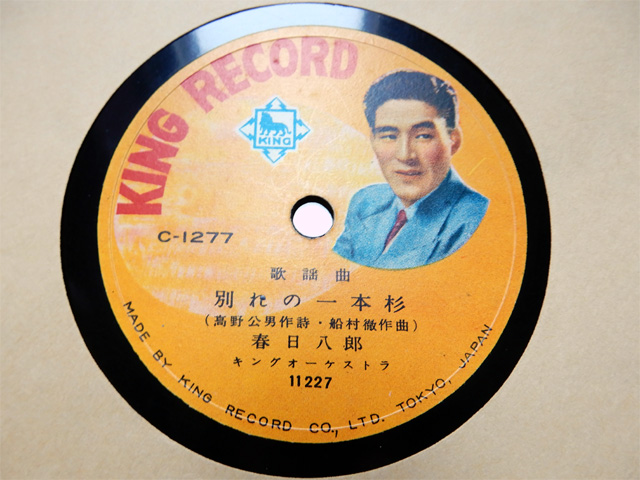 KING RECORD
KING
C-1277
歌謡曲
別れの一本杉
(高野公男作詩・船村徹作曲)
春日八郎
キングオーケストラ
11227
MADE BY KING RECORD CO., LTD. TOKYO, JAPAN